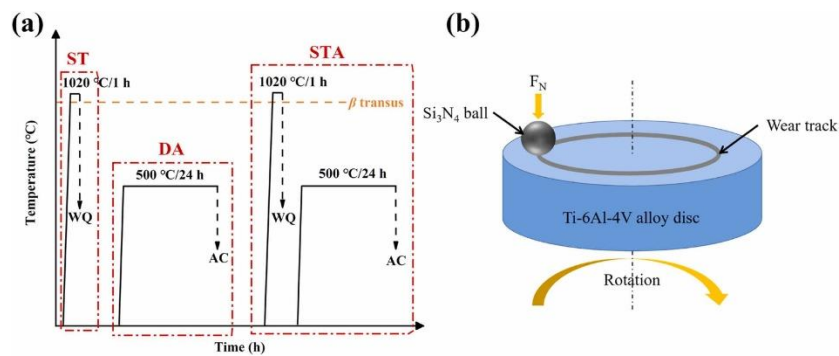 (a)
ST
STA
1020 °C/1 h
1020 °C/1 h
β transus
DA
500 °C/24 h
500 °C/24 h
WQ
WQ
AC
AC
Temperature (°C)
Time (h)
(b)
F_N
Si₃N₄ ball
Wear track
Ti-6Al-4V alloy disc
Rotation